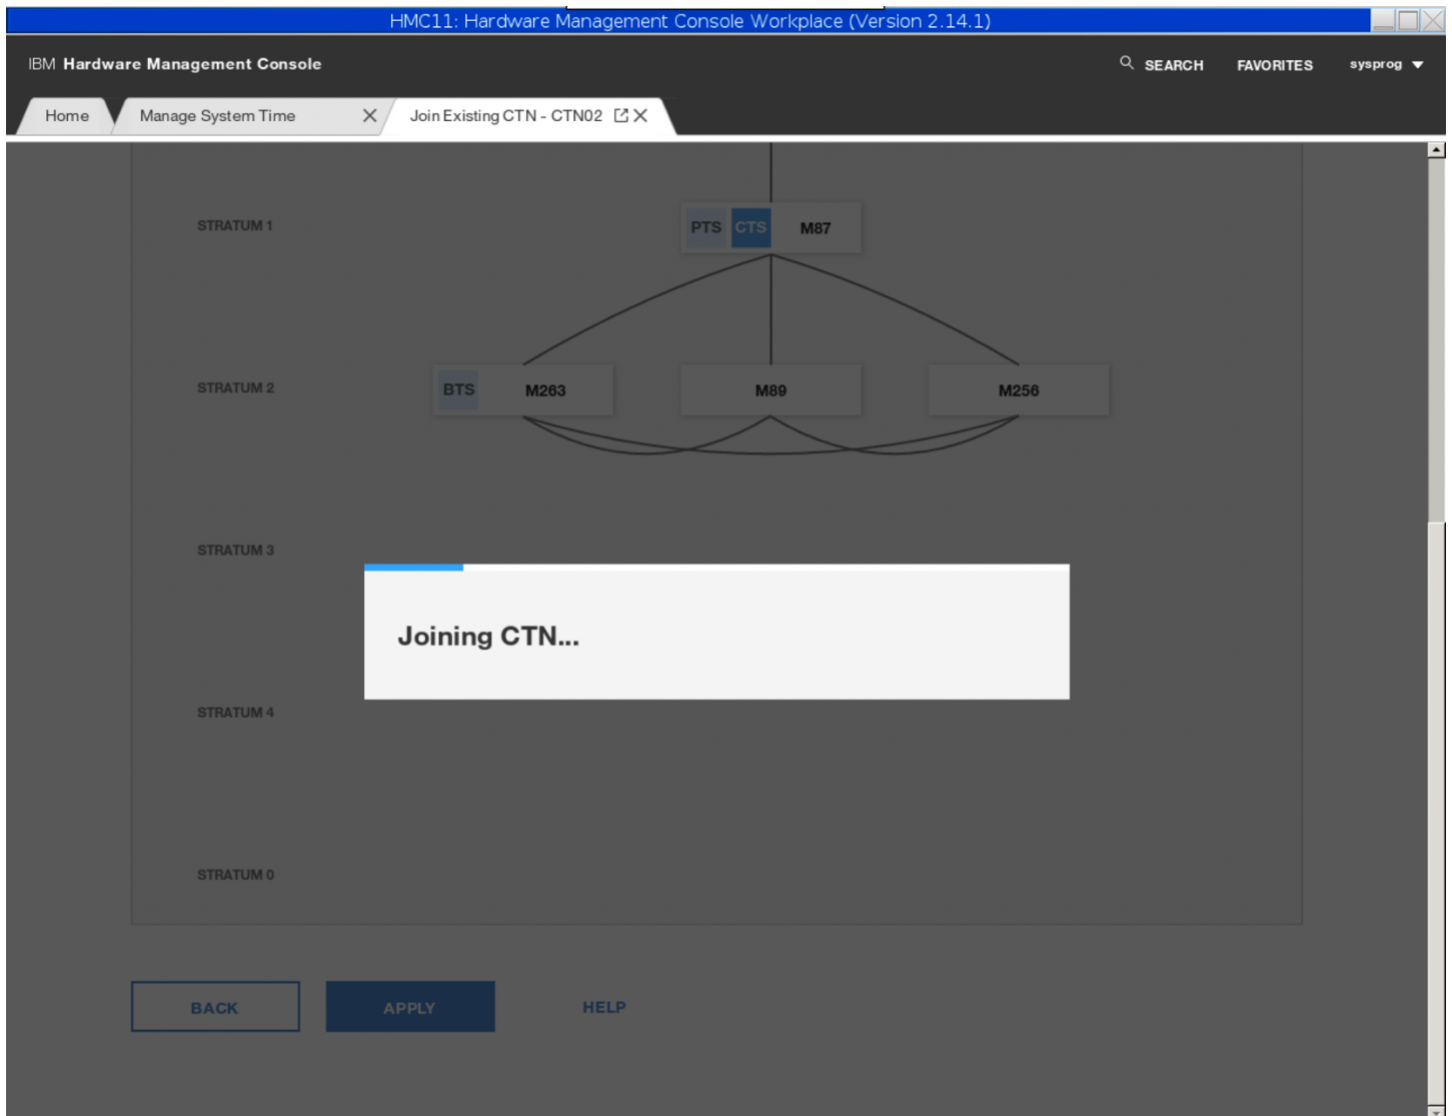 HMC11: Hardware Management Console Workplace (Version 2.14.1)
IBM Hardware Management Console
SEARCH
FAVORITES
sysprog
Home
Manage System Time
Join Existing CTN - CTN02
STRATUM 1
PTS
CTS
M87
STRATUM 2
BTS
M263
M89
M256
STRATUM 3
Joining CTN...
STRATUM 4
STRATUM 0
BACK
APPLY
HELP